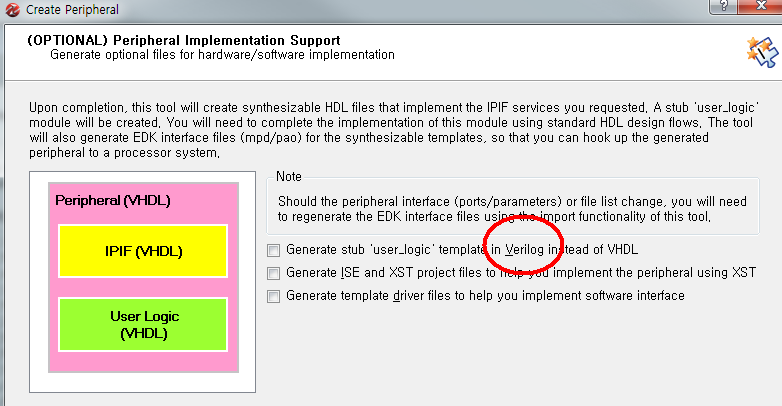 Create Peripheral
?
(OPTIONAL) Peripheral Implementation Support
Generate optional files for hardware/software implementation
Upon completion, this tool will create synthesizable HDL files that implement the IPIF services you requested. A stub 'user_logic'
module will be created. You will need to complete the implementation of this module using standard HDL design flows. The tool
will also generate EDK interface files (mpd/pao) for the synthesizable templates, so that you can hook up the generated
peripheral to a processor system.
Peripheral (VHDL)
IPIF (VHDL)
User Logic
(VHDL)
Note
Should the peripheral interface (ports/parameters) or file list change, you will need
to regenerate the EDK interface files using the import functionality of this tool.
Generate stub 'user_logic' template in Verilog instead of VHDL
Generate ISE and XST project files to help you implement the peripheral using XST
Generate template driver files to help you implement software interface